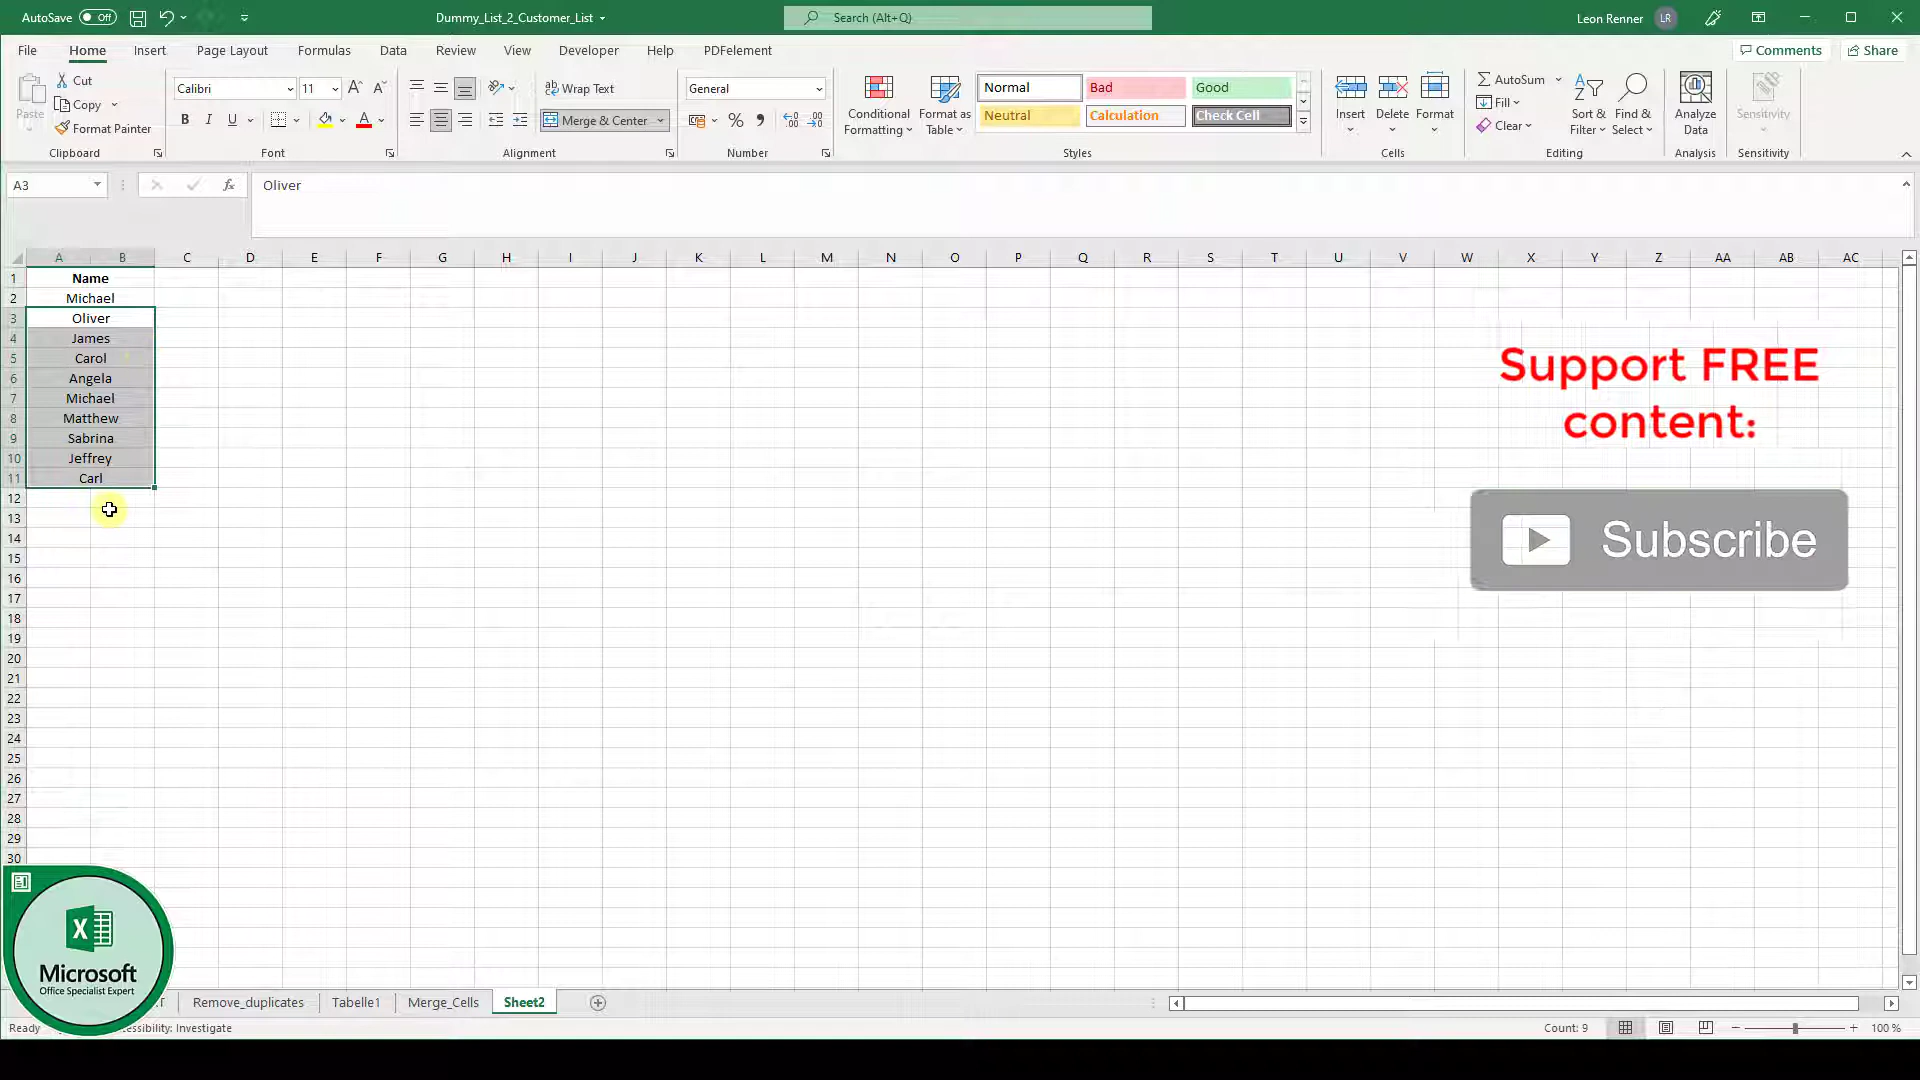 AutoSave Off Dummy_List_2_Customer_List Search (Alt+Q) Leon Renner LR
File Home Insert Page Layout Formulas Data Review View Developer Help PDFelement Comments Share
Paste Cut Copy Format Painter Clipboard
Calibri 11 A A B I U A Font
ab Wrap Text Merge & Center Alignment
General % Number
Conditional Formatting Format as Table
Normal Bad Good
Neutral Calculation Check Cell
Styles
Insert Delete Format Cells
AutoSum Fill Clear Sort & Filter Find & Select Editing
Analyze Data Analysis
Sensitivity Sensitivity
A3 fx Oliver
A B C D E F G H I J K L M N O P Q R S T U V W X Y Z AA AB AC
1 Name
2 Michael
3 Oliver
4 James
5 Carol
6 Angela
7 Michael
8 Matthew
9 Sabrina
10 Jeffrey
11 Carl
12
13
14
15
16
17
18
19
20
21
22
23
24
25
26
27
28
29
30
Support FREE
content:
Subscribe
X
Microsoft
Office Specialist Expert
T Remove_duplicates Tabelle1 Merge_Cells Sheet2
Ready cessibility: Investigate Count: 9 100 %